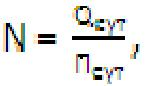 N = Qсут / Псут,